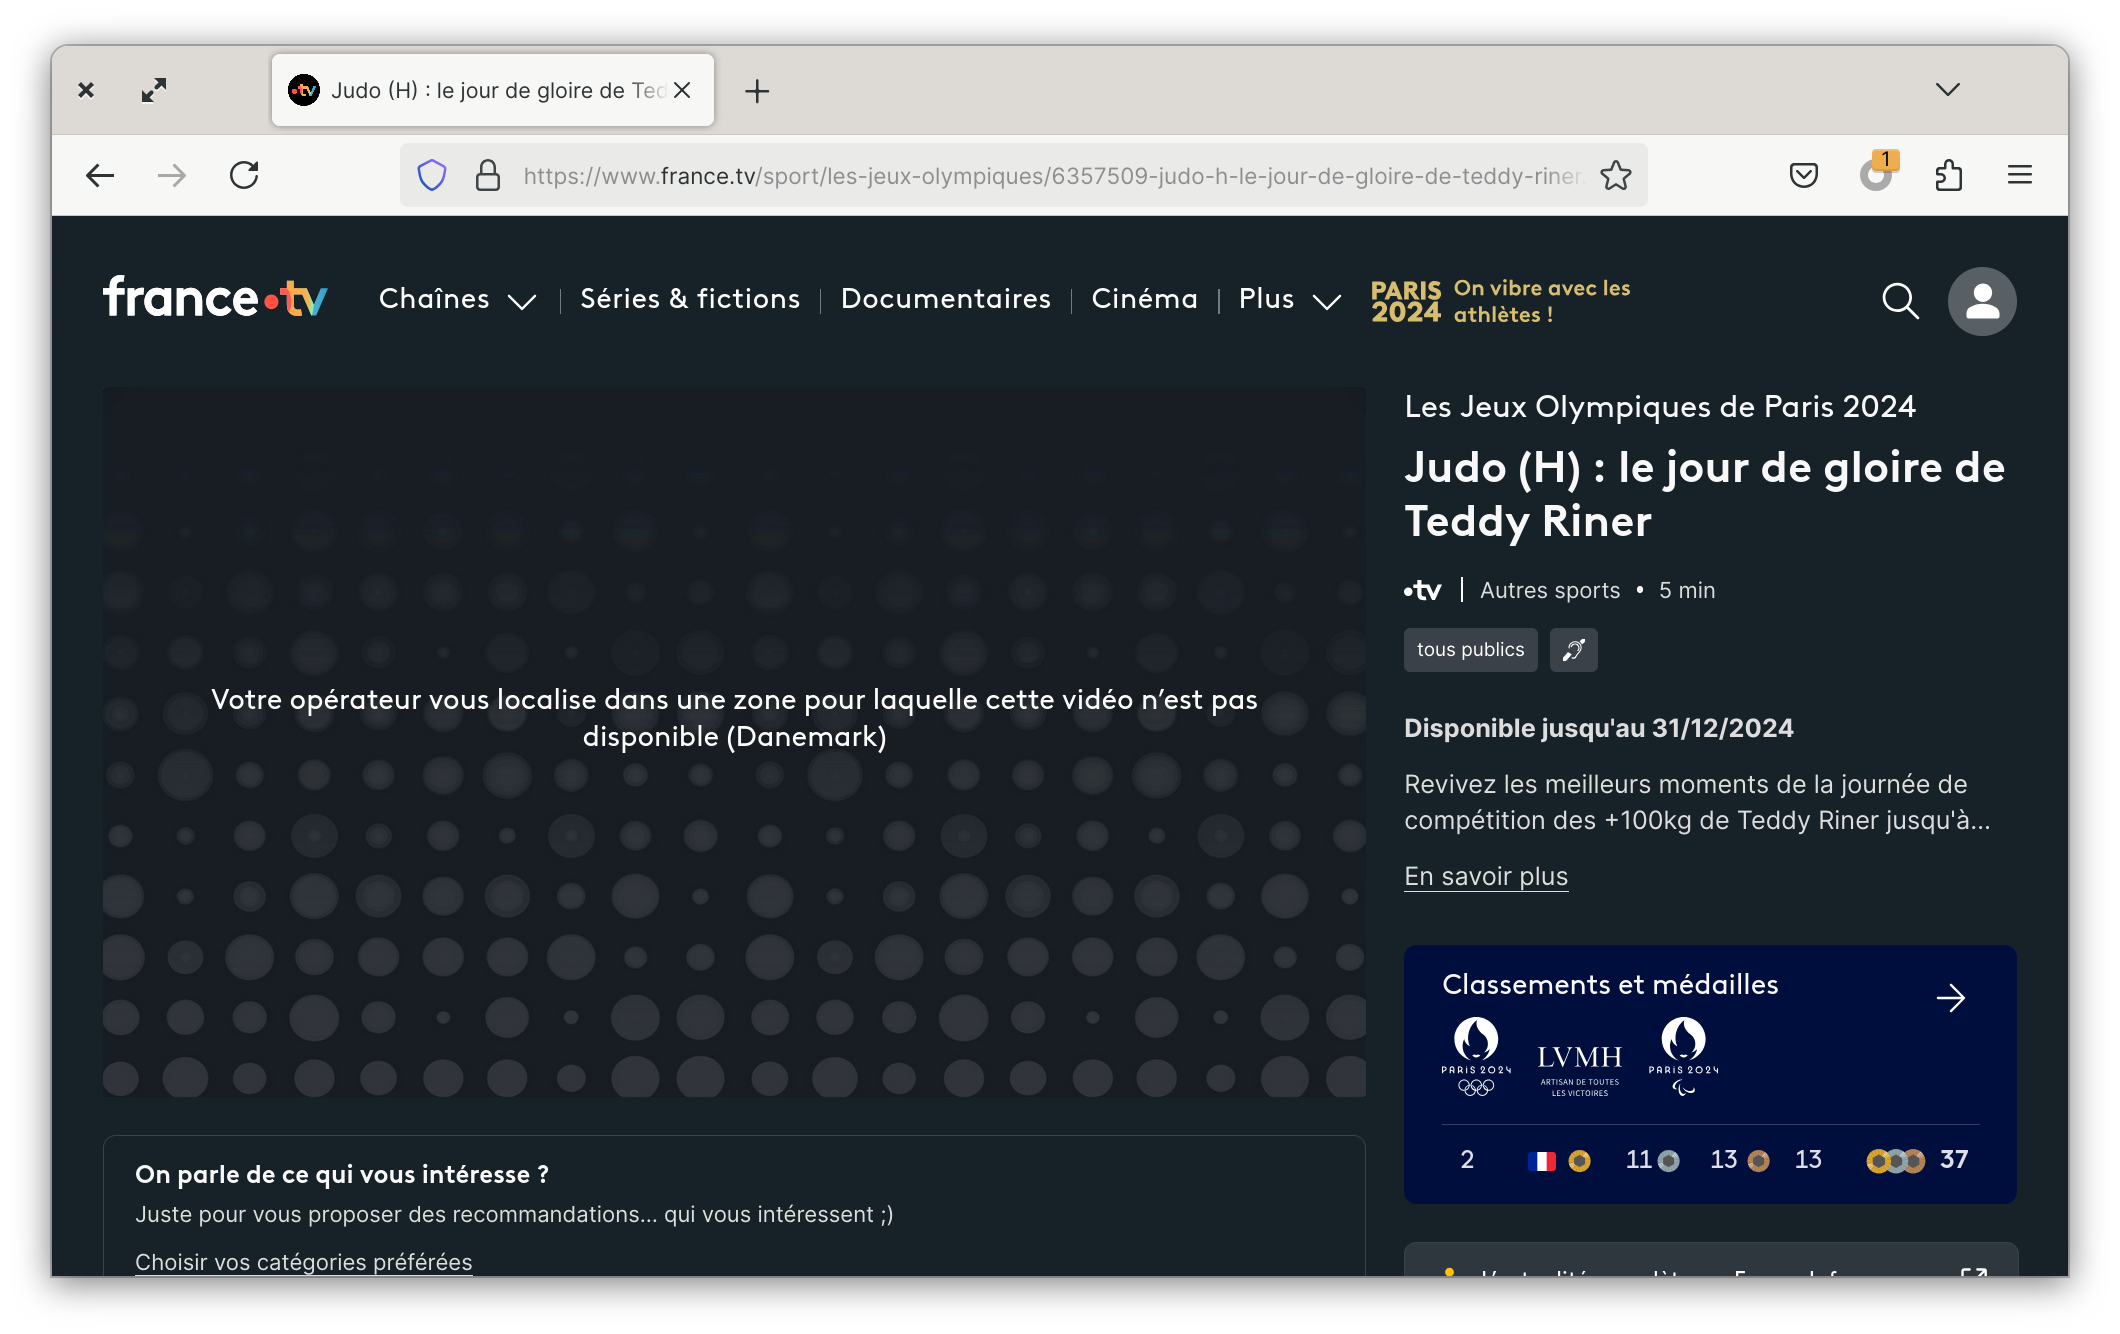 Judo (H) : le jour de gloire de Ted
https://www.france.tv/sport/les-jeux-olympiques/6357509-judo-h-le-jour-de-gloire-de-teddy-riner.
1
france•tv
Chaînes
Séries & fictions
Documentaires
Cinéma
Plus
PARIS
2024
On vibre avec les
athlètes !
Votre opérateur vous localise dans une zone pour laquelle cette vidéo n’est pas
disponible (Danemark)
Les Jeux Olympiques de Paris 2024
Judo (H) : le jour de gloire de
Teddy Riner
•tv | Autres sports • 5 min
tous publics
Disponible jusqu'au 31/12/2024
Revivez les meilleurs moments de la journée de
compétition des +100kg de Teddy Riner jusqu'à...
En savoir plus
Classements et médailles
PARIS 2024
LVMH
ARTISAN DE TOUTES
LES VICTOIRES
PARIS 2024
2 11 13 13 37
On parle de ce qui vous intéresse ?
Juste pour vous proposer des recommandations... qui vous intéressent ;)
Choisir vos catégories préférées